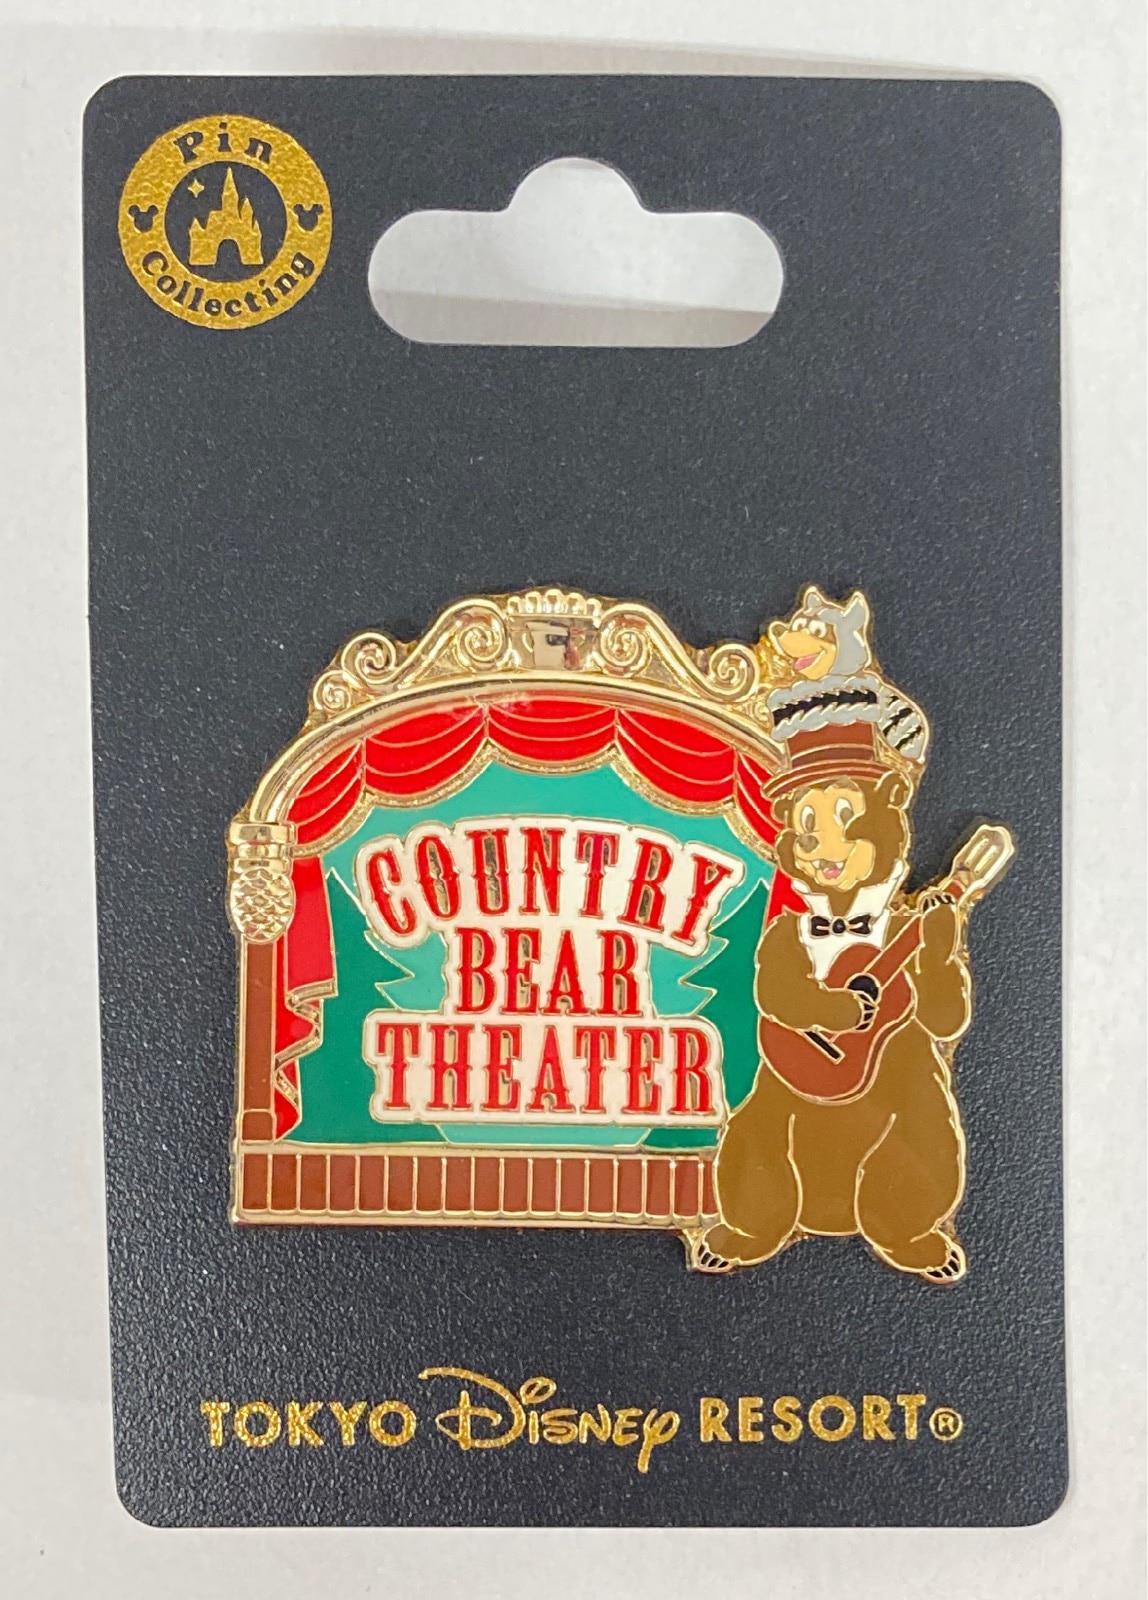 Pin
Collecting
COUNTRY
BEAR
THEATER
TOKYO Disney RESORT®